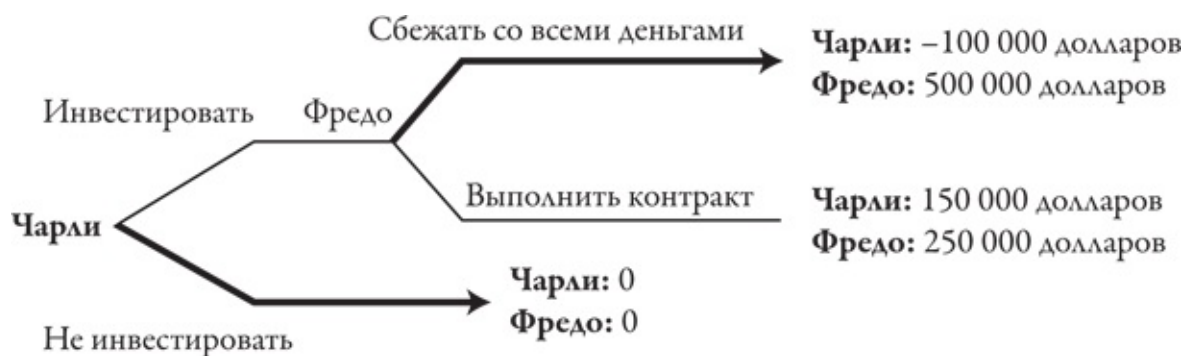 Сбежать со всеми деньгами
Чарли: –100 000 долларов
Фредо: 500 000 долларов
Инвестировать
Фредо
Выполнить контракт
Чарли: 150 000 долларов
Фредо: 250 000 долларов
Чарли
Чарли: 0
Фредо: 0
Не инвестировать